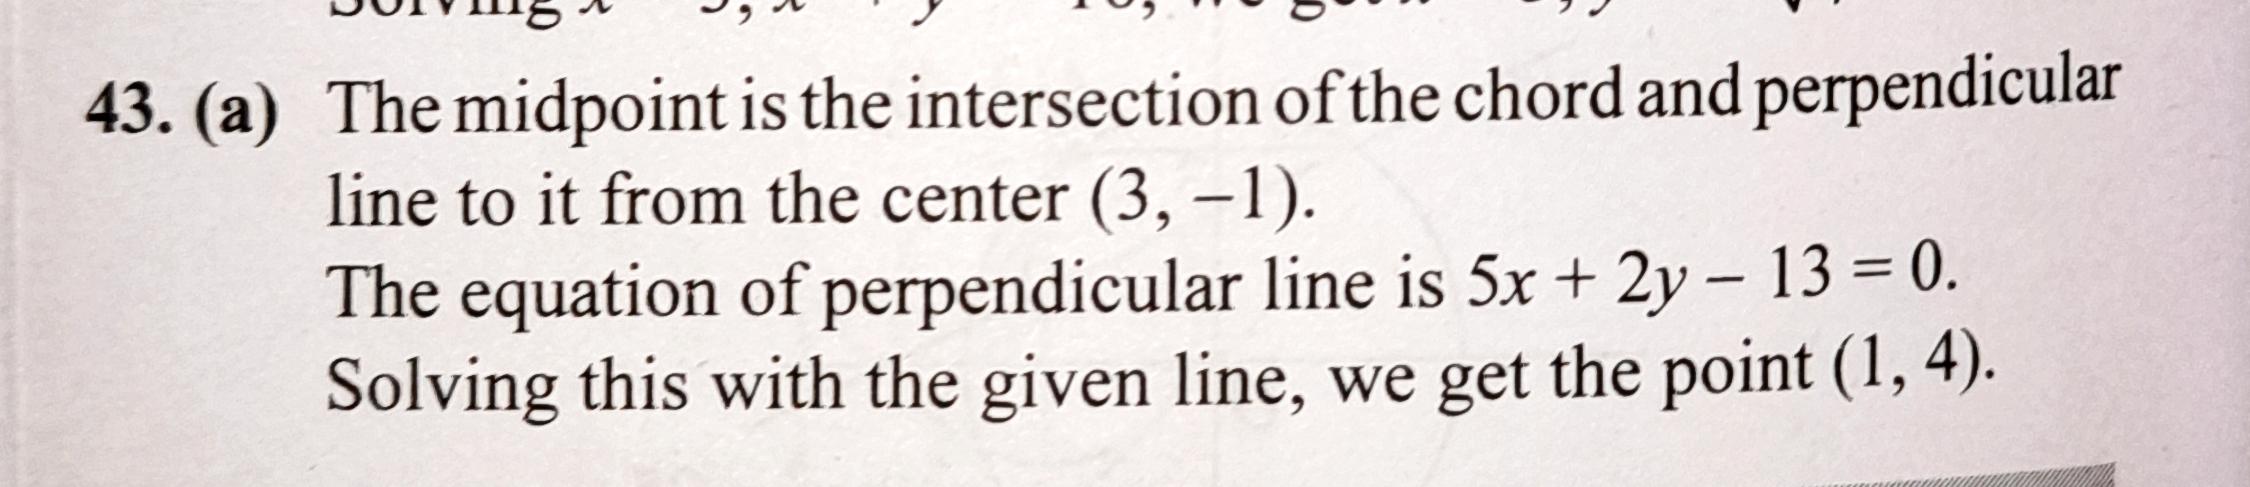 43. (a) The midpoint is the intersection of the chord and perpendicular
line to it from the center (3, –1).
The equation of perpendicular line is 5x + 2y – 13 = 0.
Solving this with the given line, we get the point (1, 4).